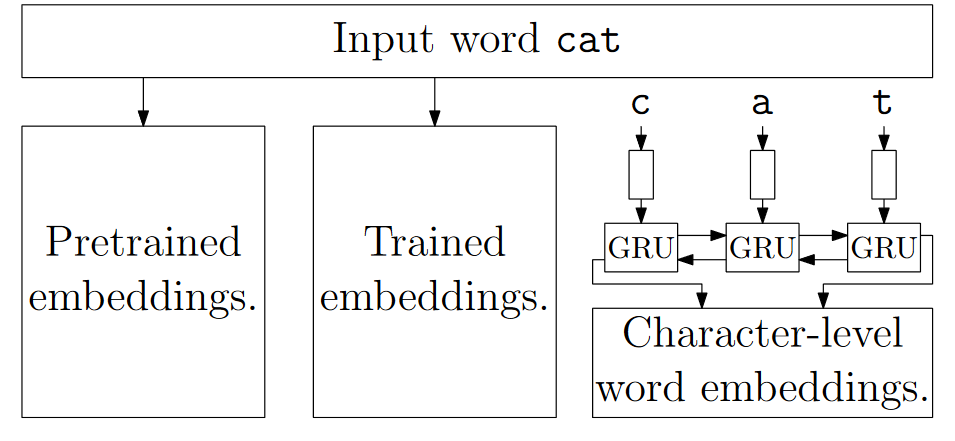 Input word cat
Pretrained
embeddings.
Trained
embeddings.
c a t
GRU GRU GRU
Character-level
word embeddings.